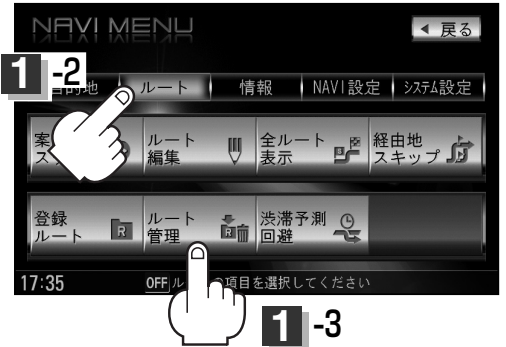 NAVI MENU
戻る
1-2
的地 ルート 情報 NAVI設定 システム設定
案
ス
ルート
編集
全ルート
表示
経由地
スキップ
登録
ルート
R
ルート
管理
R
渋滞予測
回避
17:35
OFF ル の項目を選択してください
1-3